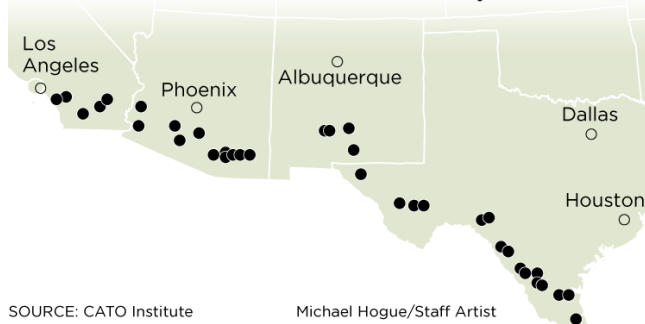 Los
Angeles
Phoenix
Albuquerque
Dallas
Houston
SOURCE: CATO Institute
Michael Hogue/Staff Artist